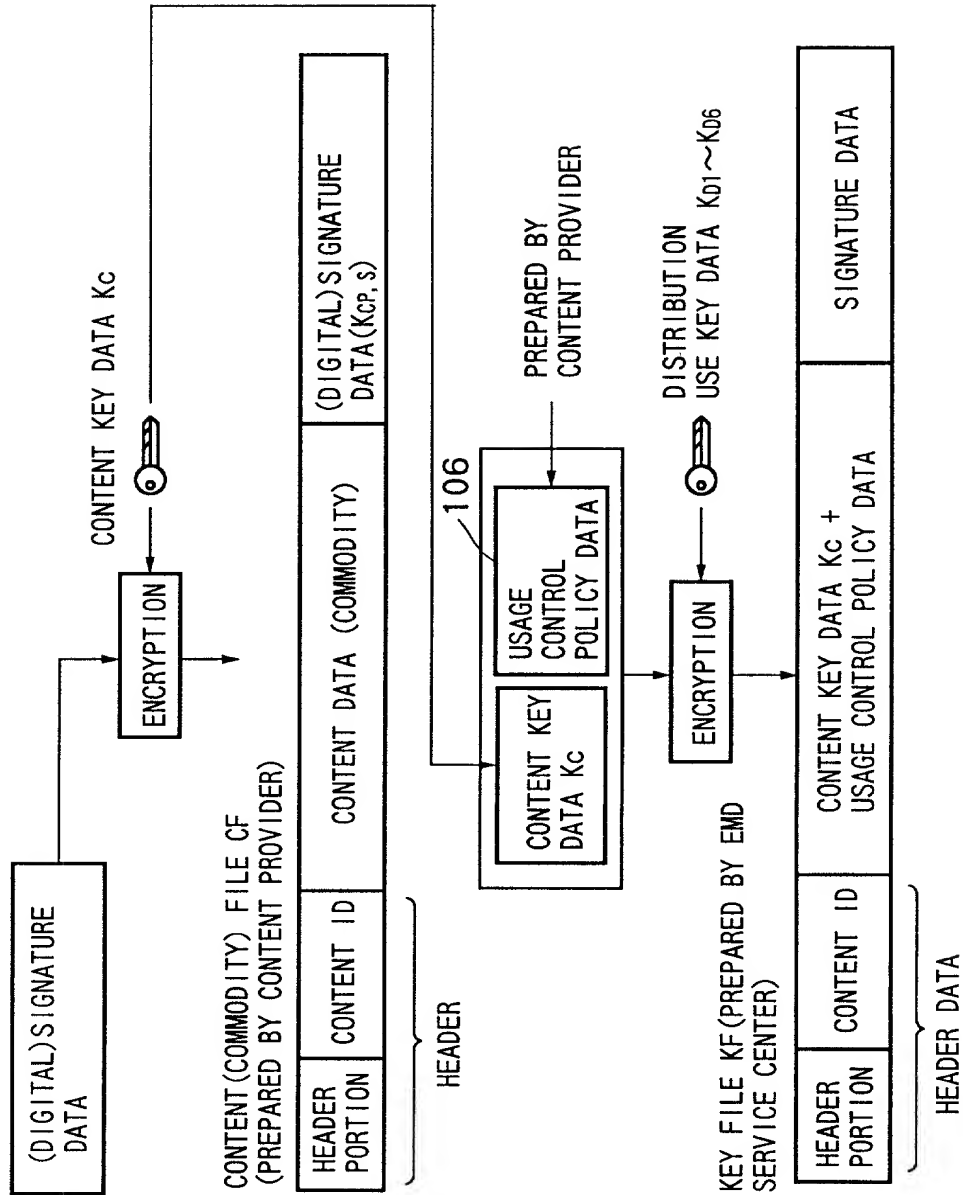 (DIGITAL)SIGNATURE
DATA
CONTENT KEY DATA Kc
ENCRYPTION
CONTENT(COMMODITY) FILE CF
(PREPARED BY CONTENT PROVIDER)
HEADER
PORTION
CONTENT ID
CONTENT DATA (COMMODITY)
(DIGITAL)SIGNATURE
DATA(KCP,S)
HEADER
CONTENT KEY
DATA Kc
USAGE
CONTROL
POLICY DATA
106
PREPARED BY
CONTENT PROVIDER
ENCRYPTION
DISTRIBUTION
USE KEY DATA KD1~KD6
KEY FILE KF(PREPARED BY EMD
SERVICE CENTER)
HEADER
PORTION
CONTENT ID
CONTENT KEY DATA Kc +
USAGE CONTROL POLICY DATA
SIGNATURE DATA
HEADER DATA